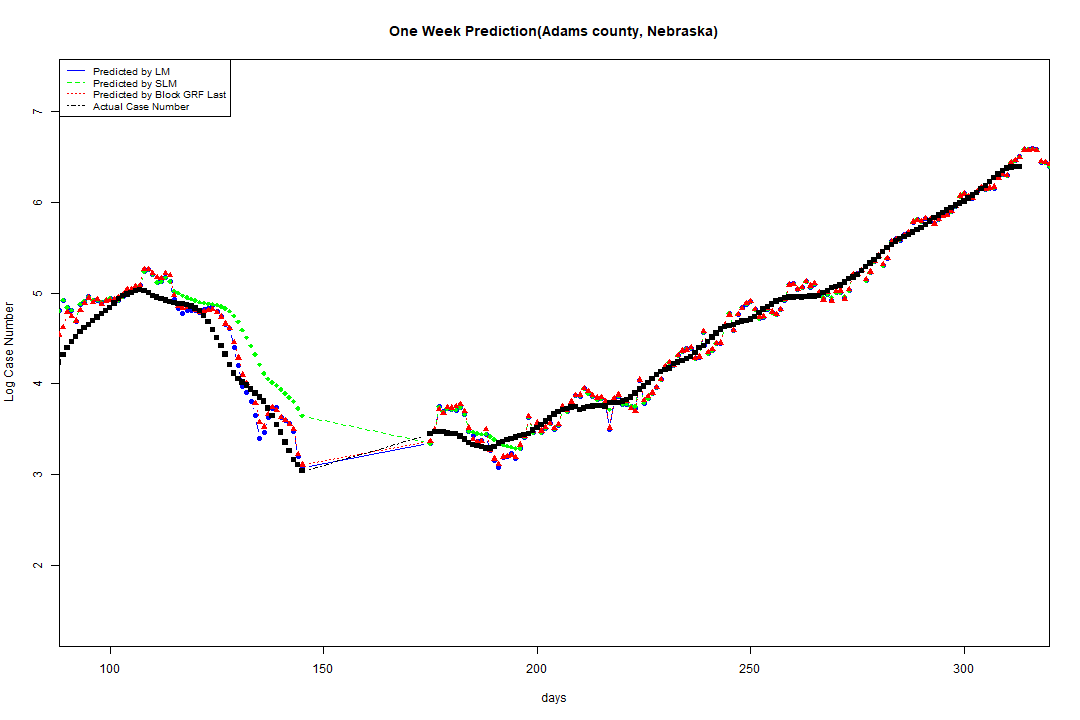 One Week Prediction(Adams county, Nebraska)
Predicted by LM
Predicted by SLM
Predicted by Block GRF Last
Actual Case Number
Log Case Number
7
6
5
4
3
2
100 150 200 250 300
days